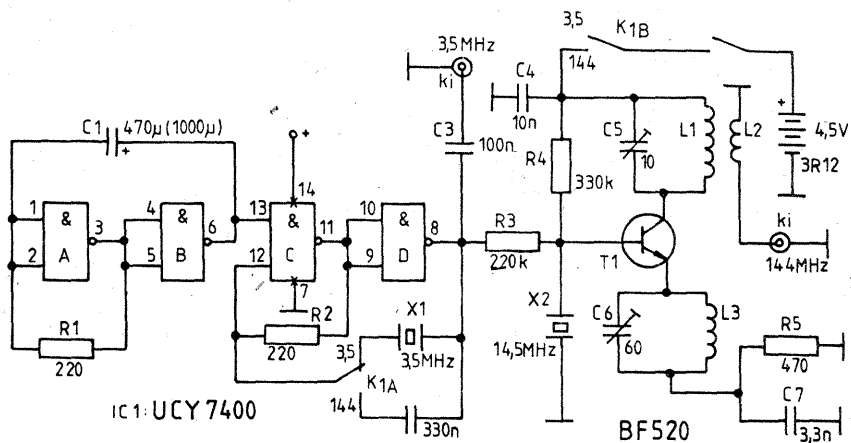 3,5MHz
ki
3,5
K1B
144
C1
470µ(1000µ)
+
+
C4
10n
C3
100n
R4
330k
C5
10
L1
L2
+
4,5V
3R12
1
2
&
A
3
4
5
&
B
6
13
12
14
&
C
7
11
10
9
&
D
8
R3
220k
T1
ki
144MHz
R1
220
R2
220
X1
3,5MHz
3,5
K1A
144
330n
X2
14,5MHz
C6
60
L3
R5
470
C7
3,3n
IC1: UCY 7400
BF520